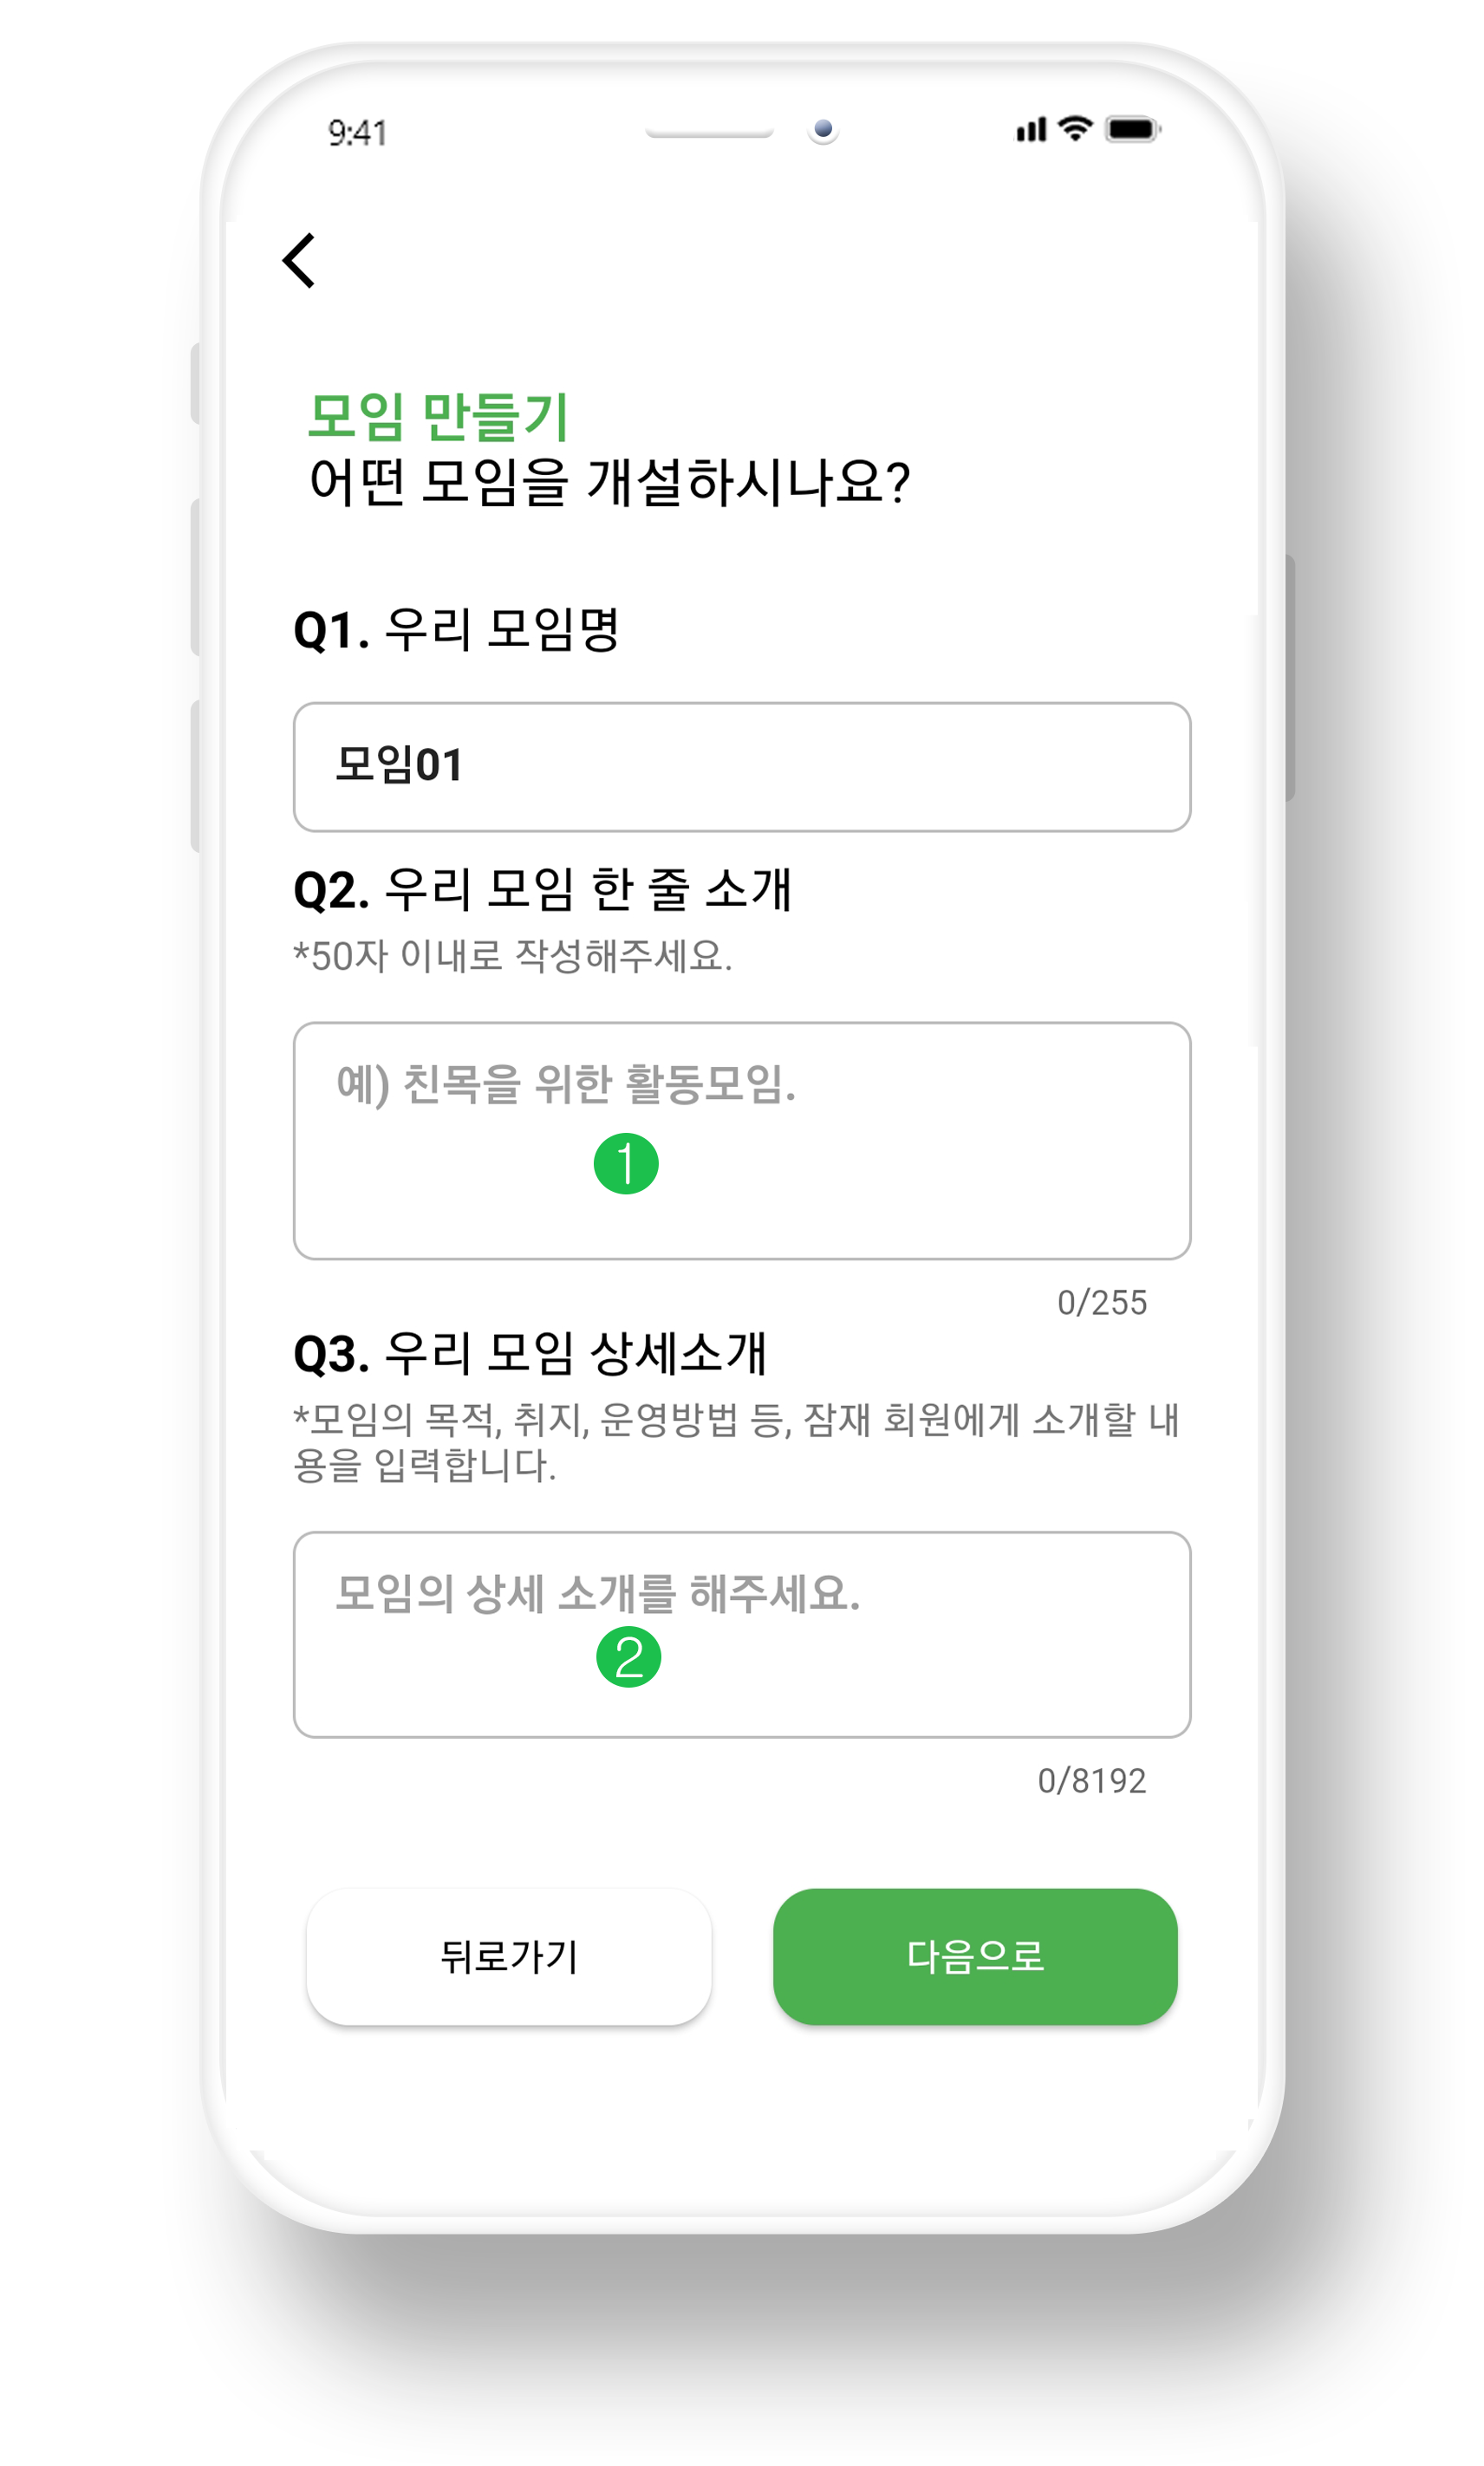 9:41
모임 만들기
어떤 모임을 개설하시나요?
Q1. 우리 모임명
모임01
Q2. 우리 모임 한 줄 소개
*50자 이내로 작성해주세요.
예) 친목을 위한 활동모임.
1
0/255
Q3. 우리 모임 상세소개
*모임의 목적, 취지, 운영방법 등, 잠재 회원에게 소개할 내
용을 입력합니다.
모임의 상세 소개를 해주세요.
2
0/8192
뒤로가기 다음으로